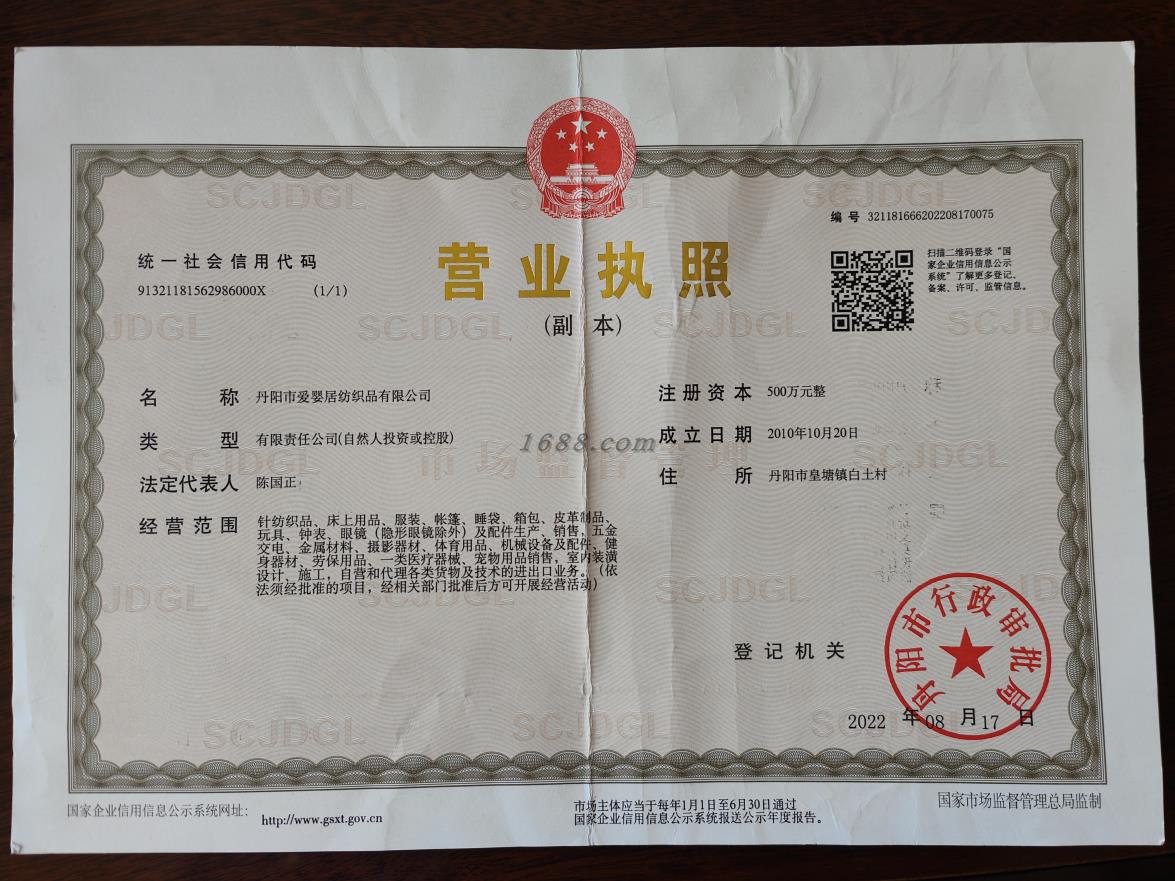 编号 321181666202208170075
统一社会信用代码
91321181562986000X (1/1)
营业执照
(副 本)
扫描二维码登录“国
家企业信用信息公示
系统”了解更多登记、
备案、许可、监管信息。
名称 丹阳市爱婴居纺织品有限公司
类型 有限责任公司(自然人投资或控股)
法定代表人 陈国正
经营范围 针纺织品、床上用品、服装、帐篷、睡袋、箱包、皮革制品、
玩具、钟表、眼镜(隐形眼镜除外)及配件生产、销售,五金
交电、金属材料、摄影器材、体育用品、机械设备及配件、健
身器材、劳保用品、一类医疗器械、宠物用品销售,室内装潢
设计、施工,自营和代理各类货物及技术的进出口业务。(依
法须经批准的项目,经相关部门批准后方可开展经营活动)
注册资本 500万元整
成立日期 2010年10月20日
住所 丹阳市皇塘镇白土村
1688.com
登记机关
丹阳市行政审批局
2022 年 08 月 17 日
国家企业信用信息公示系统网址: http://www.gsxt.gov.cn
市场主体应当于每年1月1日至6月30日通过
国家企业信用信息公示系统报送公示年度报告。
国家市场监督管理总局监制
SCJDGL
市场监督管理